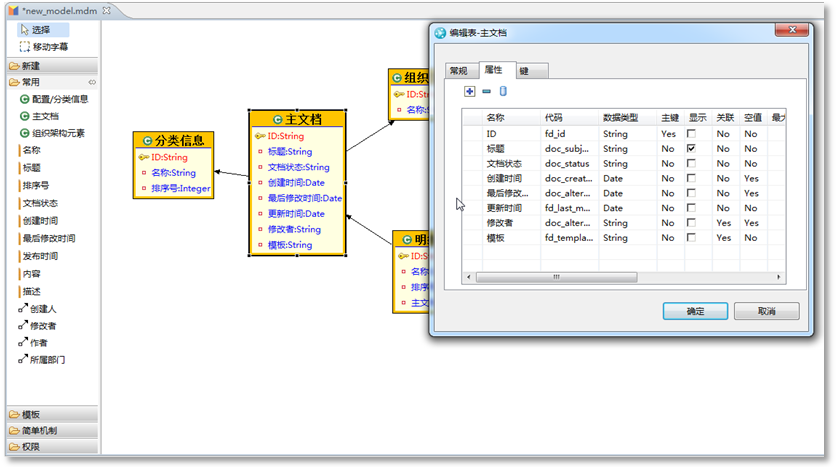 *new_model.mdm
选择
移动字幕
新建
常用
配置/分类信息
主文档
组织架构元素
名称
标题
排序号
文档状态
创建时间
最后修改时间
发布时间
内容
描述
创建人
修改者
作者
所属部门
模板
简单机制
权限
分类信息
ID:String
名称:String
排序号:Integer
主文档
ID:String
标题:String
文档状态:String
创建时间:Date
最后修改时间:Date
更新时间:Date
修改者:String
模板:String
组织
ID:Str
名称:S
明
ID:S
名
排序
主文
编辑表-主文档
常规 属性 键
名称 代码 数据类型 主键 显示 关联 空值 最大
ID fd_id String Yes No No
标题 doc_subj... String No No No
文档状态 doc_status String No No No
创建时间 doc_creat... Date No No Yes
最后修改... doc_alter... Date No No Yes
更新时间 fd_last_m... Date No No No
修改者 doc_alter... String No Yes Yes
模板 fd_templa... String No Yes No
确定 取消